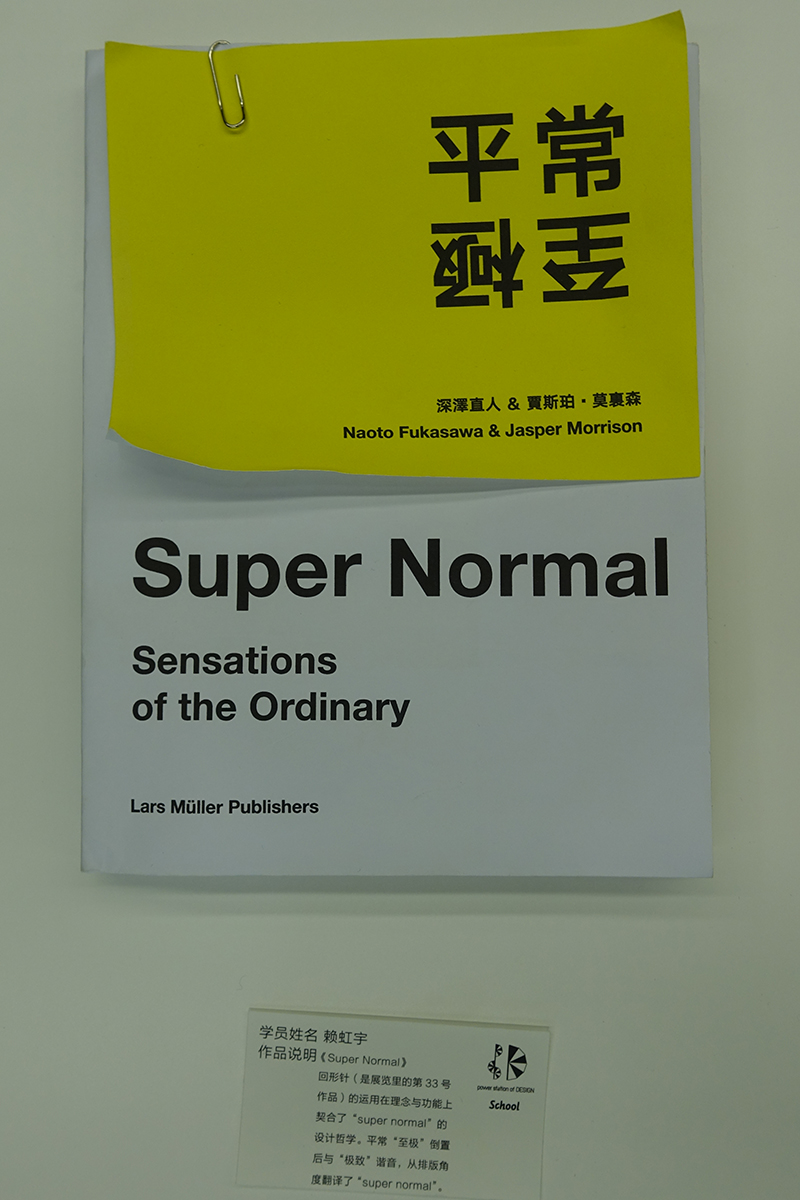 平常
極至
深澤直人 & 賈斯珀·莫裏森
Naoto Fukasawa & Jasper Morrison
Super Normal
Sensations
of the Ordinary
Lars Müller Publishers
学员姓名 赖虹宇
作品说明《Super Normal》
回形针（是展览里的第 33 号
作品）的运用在理念与功能上
契合了“super normal”的
设计哲学。平常“至极”倒置
后与“极致”谐音，从排版角
度翻译了“super normal”。
power station of DESIGN
School